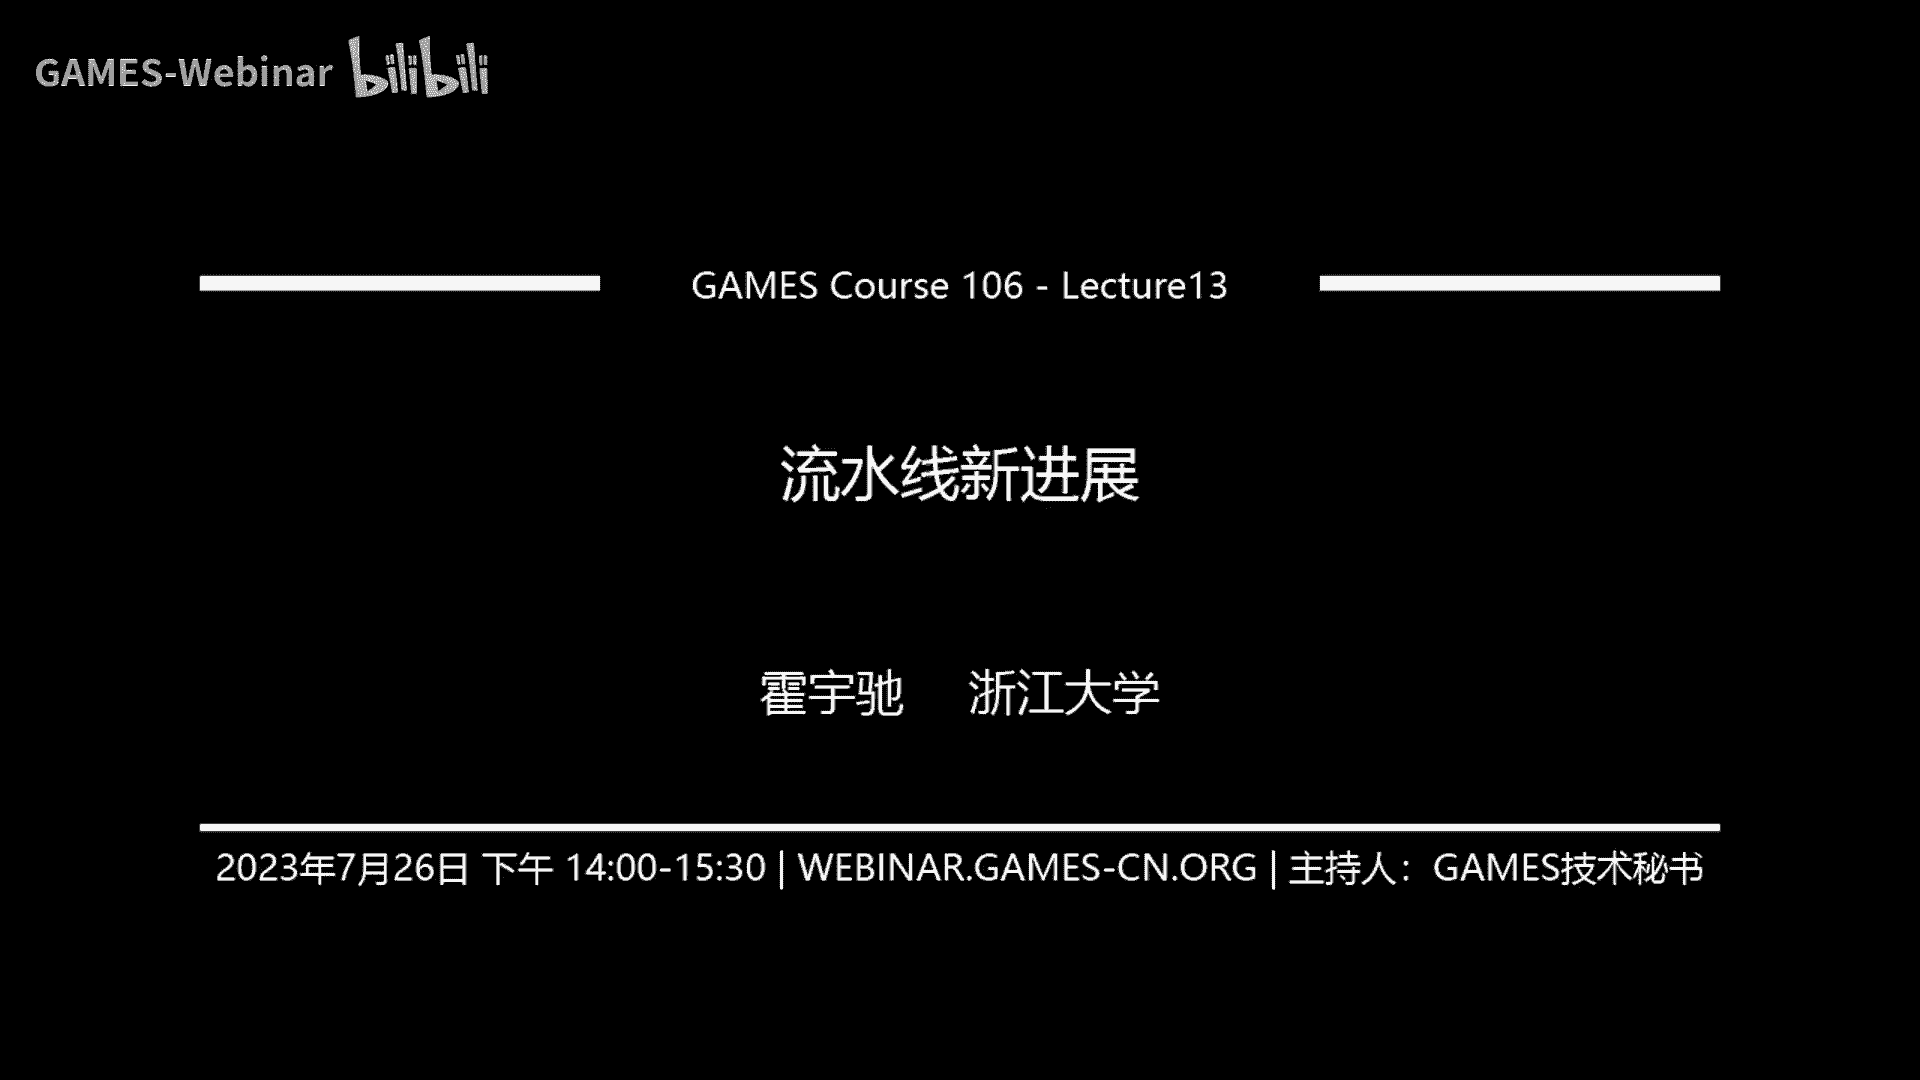 GAMES-Webinar bilibili
GAMES Course 106 - Lecture13
流水线新进展
霍宇驰 浙江大学
2023年7月26日 下午 14:00-15:30 | WEBINAR.GAMES-CN.ORG | 主持人：GAMES技术秘书